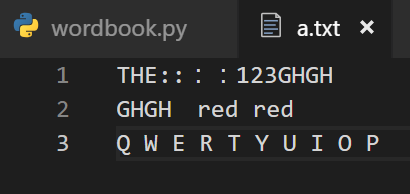 wordbook.py a.txt ×
1 THE::::123GHGH
2 GHGH  red red
3 Q W E R T Y U I O P